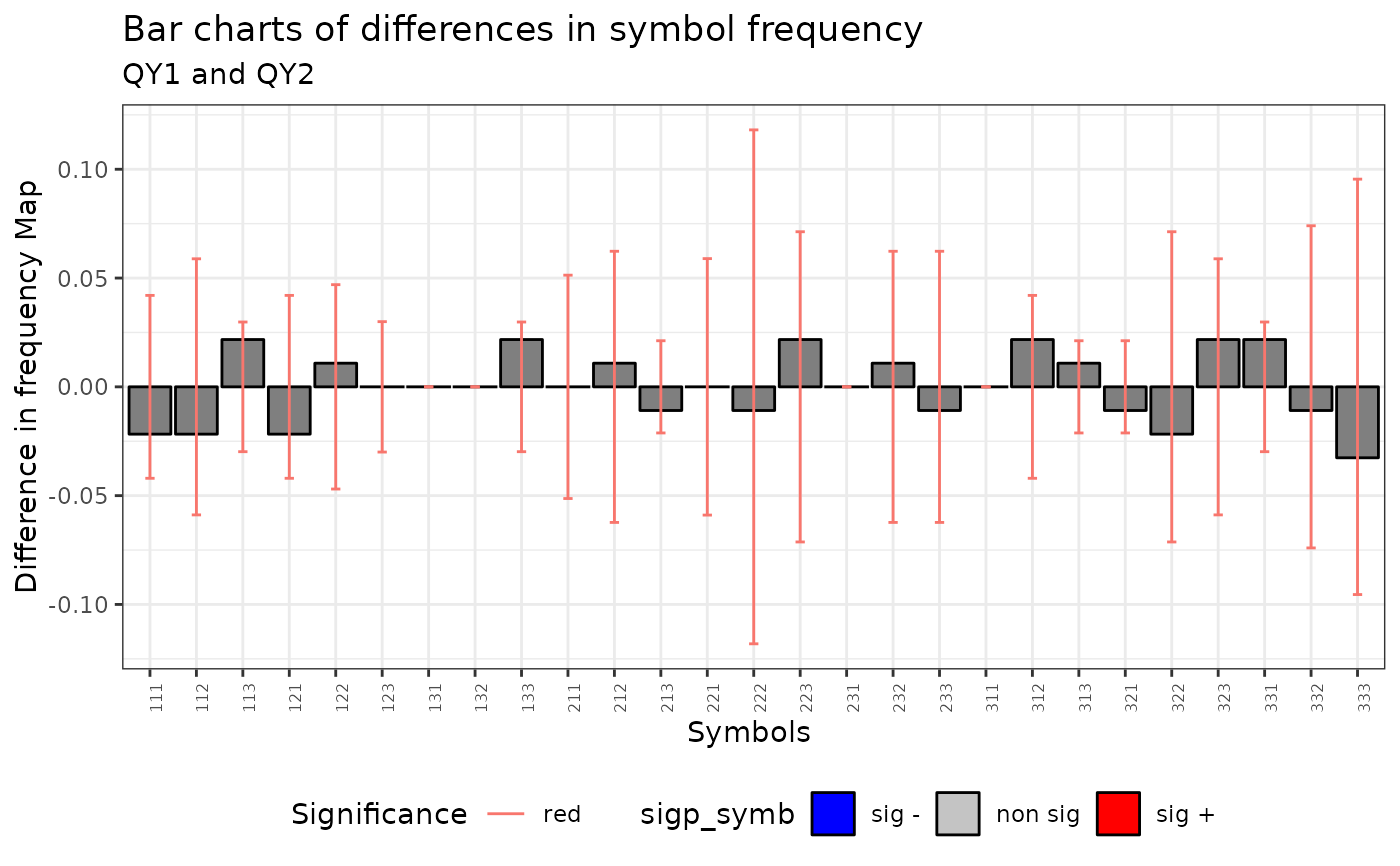 Bar charts of differences in symbol frequency
QY1 and QY2
Difference in frequency Map
0.10
0.05
0.00
-0.05
-0.10
111 112 113 121 122 123 131 132 133 211 212 213 221 222 223 231 232 233 311 312 313 321 322 323 331 332 333
Symbols
Significance red sigp_symb sig - non sig sig +